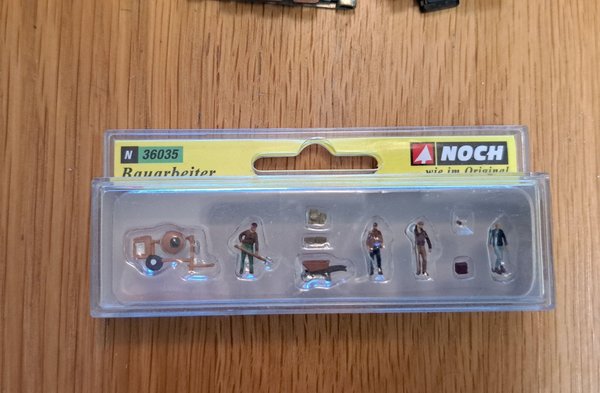 N 36035
NOCH
Bauarbeiter
wie im Original